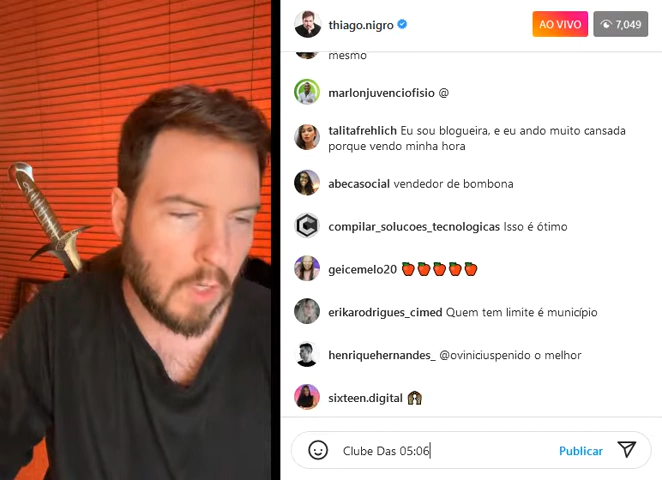 thiago.nigro
AO VIVO
7,049
mesmo
marlonjuvenciofisio @
talitafrehlich Eu sou blogueira, e eu ando muito cansada
porque vendo minha hora
abecasocial vendedor de bombona
compilar_solucoes_tecnologicas Isso é ótimo
geicemelo20 🍎🍎🍎🍎🍎
erikarodrigues_cimed Quem tem limite é município
henriquehernandes_ @oviniciuspenido o melhor
sixteen.digital
Clube Das 05:06
Publicar